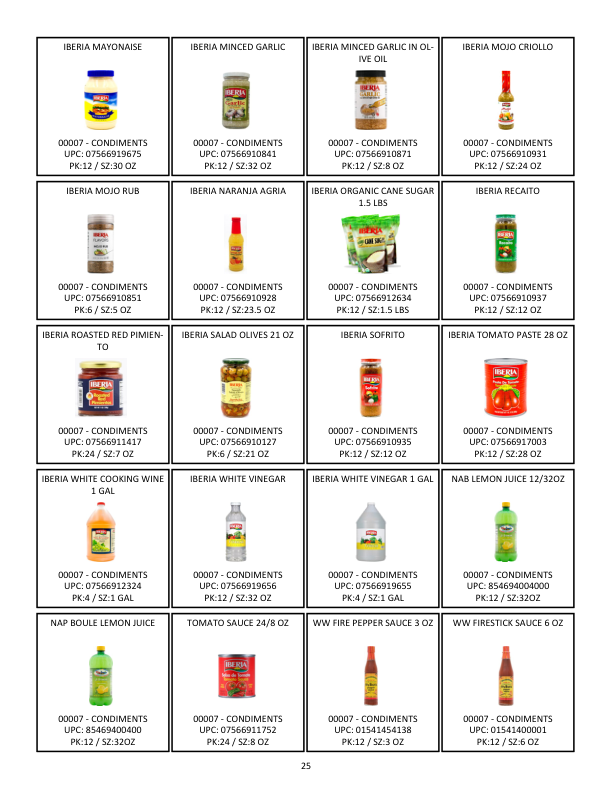 IBERIA MAYONAISE
00007 - CONDIMENTS
UPC: 07566919675
PK:12 / SZ:30 OZ
IBERIA MINCED GARLIC
00007 - CONDIMENTS
UPC: 07566910841
PK:12 / SZ:32 OZ
IBERIA MINCED GARLIC IN OL-
IVE OIL
00007 - CONDIMENTS
UPC: 07566910871
PK:12 / SZ:8 OZ
IBERIA MOJO CRIOLLO
00007 - CONDIMENTS
UPC: 07566910931
PK:12 / SZ:24 OZ
IBERIA MOJO RUB
00007 - CONDIMENTS
UPC: 07566910851
PK:6 / SZ:5 OZ
IBERIA NARANJA AGRIA
00007 - CONDIMENTS
UPC: 07566910928
PK:12 / SZ:23.5 OZ
IBERIA ORGANIC CANE SUGAR
1.5 LBS
IBERIA
CANE SUGAR
00007 - CONDIMENTS
UPC: 07566912634
PK:12 / SZ:1.5 LBS
IBERIA RECAITO
00007 - CONDIMENTS
UPC: 07566910937
PK:12 / SZ:12 OZ
IBERIA ROASTED RED PIMIEN-
TO
IBERIA
Roasted
Red
Pimientos
00007 - CONDIMENTS
UPC: 07566911417
PK:24 / SZ:7 OZ
IBERIA SALAD OLIVES 21 OZ
00007 - CONDIMENTS
UPC: 07566910127
PK:6 / SZ:21 OZ
IBERIA SOFRITO
00007 - CONDIMENTS
UPC: 07566910935
PK:12 / SZ:12 OZ
IBERIA TOMATO PASTE 28 OZ
IBERIA
00007 - CONDIMENTS
UPC: 07566917003
PK:12 / SZ:28 OZ
IBERIA WHITE COOKING WINE
1 GAL
00007 - CONDIMENTS
UPC: 07566912324
PK:4 / SZ:1 GAL
IBERIA WHITE VINEGAR
00007 - CONDIMENTS
UPC: 07566919656
PK:12 / SZ:32 OZ
IBERIA WHITE VINEGAR 1 GAL
00007 - CONDIMENTS
UPC: 07566919655
PK:4 / SZ:1 GAL
NAB LEMON JUICE 12/32OZ
00007 - CONDIMENTS
UPC: 854694004000
PK:12 / SZ:32OZ
NAP BOULE LEMON JUICE
00007 - CONDIMENTS
UPC: 85469400400
PK:12 / SZ:32OZ
TOMATO SAUCE 24/8 OZ
IBERIA
00007 - CONDIMENTS
UPC: 07566911752
PK:24 / SZ:8 OZ
WW FIRE PEPPER SAUCE 3 OZ
00007 - CONDIMENTS
UPC: 01541454138
PK:12 / SZ:3 OZ
WW FIRESTICK SAUCE 6 OZ
00007 - CONDIMENTS
UPC: 01541400001
PK:12 / SZ:6 OZ
25